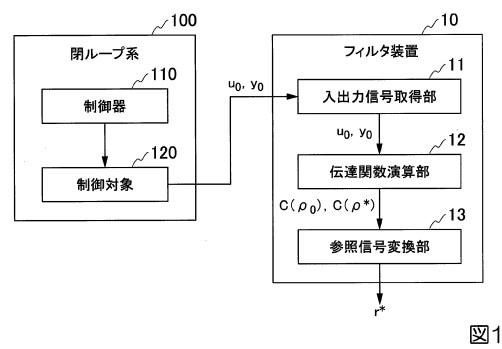 100
閉ループ系
110
制御器
120
制御対象
u₀, y₀
10
フィルタ装置
11
入出力信号取得部
u₀, y₀
12
伝達関数演算部
C(ρ₀), C(ρ*)
13
参照信号変換部
r*
図1